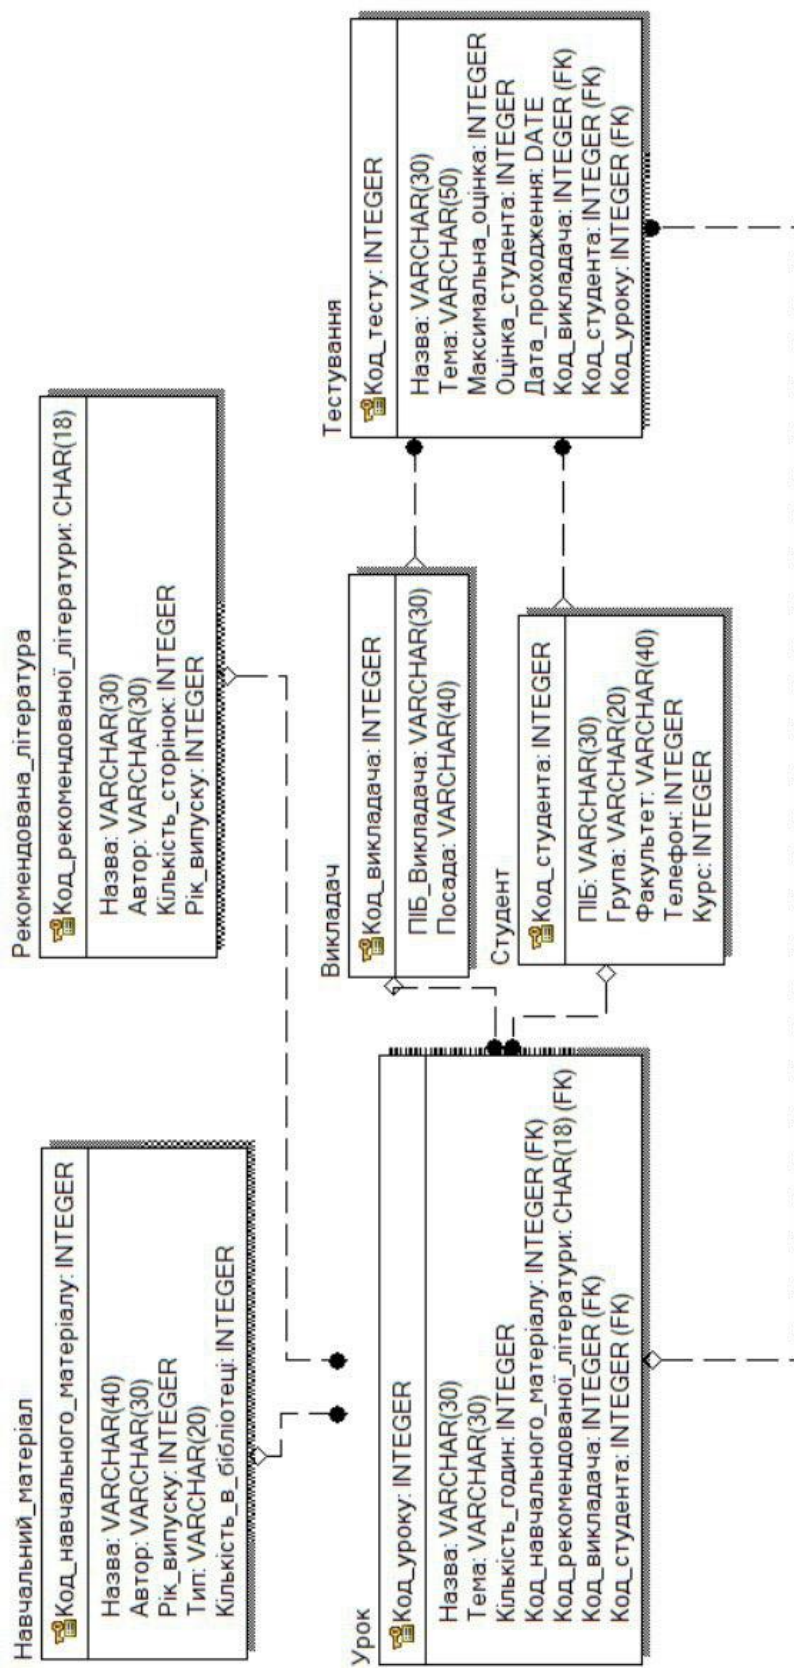 Навчальний_матеріал
Код_навчального_матеріалу: INTEGER
Назва: VARCHAR(40)
Автор: VARCHAR(30)
Рік_випуску: INTEGER
Тип: VARCHAR(20)
Кількість_в_бібліотеці: INTEGER
Рекомендована_література
Код_рекомендованої_літератури: CHAR(18)
Назва: VARCHAR(30)
Автор: VARCHAR(30)
Кількість_сторінок: INTEGER
Рік_випуску: INTEGER
Урок
Код_уроку: INTEGER
Назва: VARCHAR(30)
Тема: VARCHAR(30)
Кількість_годин: INTEGER
Код_навчального_матеріалу: INTEGER (FK)
Код_рекомендованої_літератури: CHAR(18) (FK)
Код_викладача: INTEGER (FK)
Код_студента: INTEGER (FK)
Викладач
Код_викладача: INTEGER
ПІБ_Викладача: VARCHAR(30)
Посада: VARCHAR(40)
Студент
Код_студента: INTEGER
ПІБ: VARCHAR(30)
Група: VARCHAR(20)
Факультет: VARCHAR(40)
Телефон: INTEGER
Курс: INTEGER
Тестування
Код_тесту: INTEGER
Назва: VARCHAR(30)
Тема: VARCHAR(50)
Максимальна_оцінка: INTEGER
Оцінка_студента: INTEGER
Дата_проходження: DATE
Код_викладача: INTEGER (FK)
Код_студента: INTEGER (FK)
Код_уроку: INTEGER (FK)